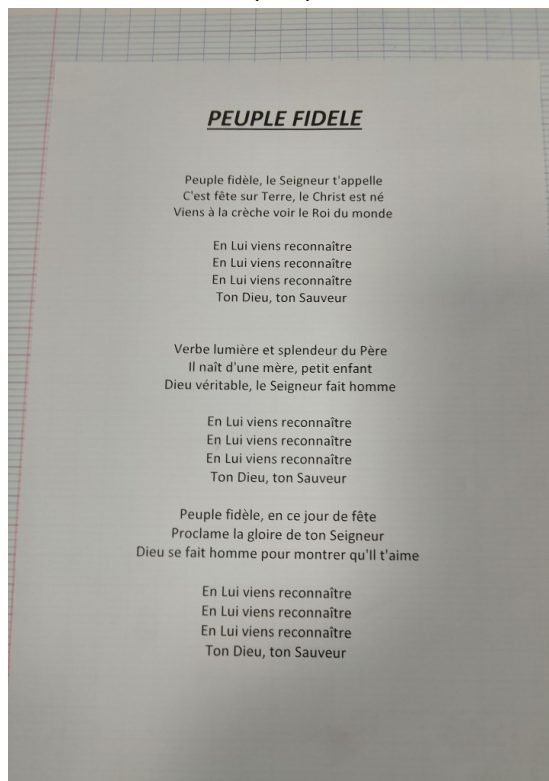 PEUPLE FIDELE
Peuple fidèle, le Seigneur t'appelle
C'est fête sur Terre, le Christ est né
Viens à la crèche voir le Roi du monde
En Lui viens reconnaître
En Lui viens reconnaître
En Lui viens reconnaître
Ton Dieu, ton Sauveur
Verbe lumière et splendeur du Père
Il naît d'une mère, petit enfant
Dieu véritable, le Seigneur fait homme
En Lui viens reconnaître
En Lui viens reconnaître
En Lui viens reconnaître
Ton Dieu, ton Sauveur
Peuple fidèle, en ce jour de fête
Proclame la gloire de ton Seigneur
Dieu se fait homme pour montrer qu'Il t'aime
En Lui viens reconnaître
En Lui viens reconnaître
En Lui viens reconnaître
Ton Dieu, ton Sauveur